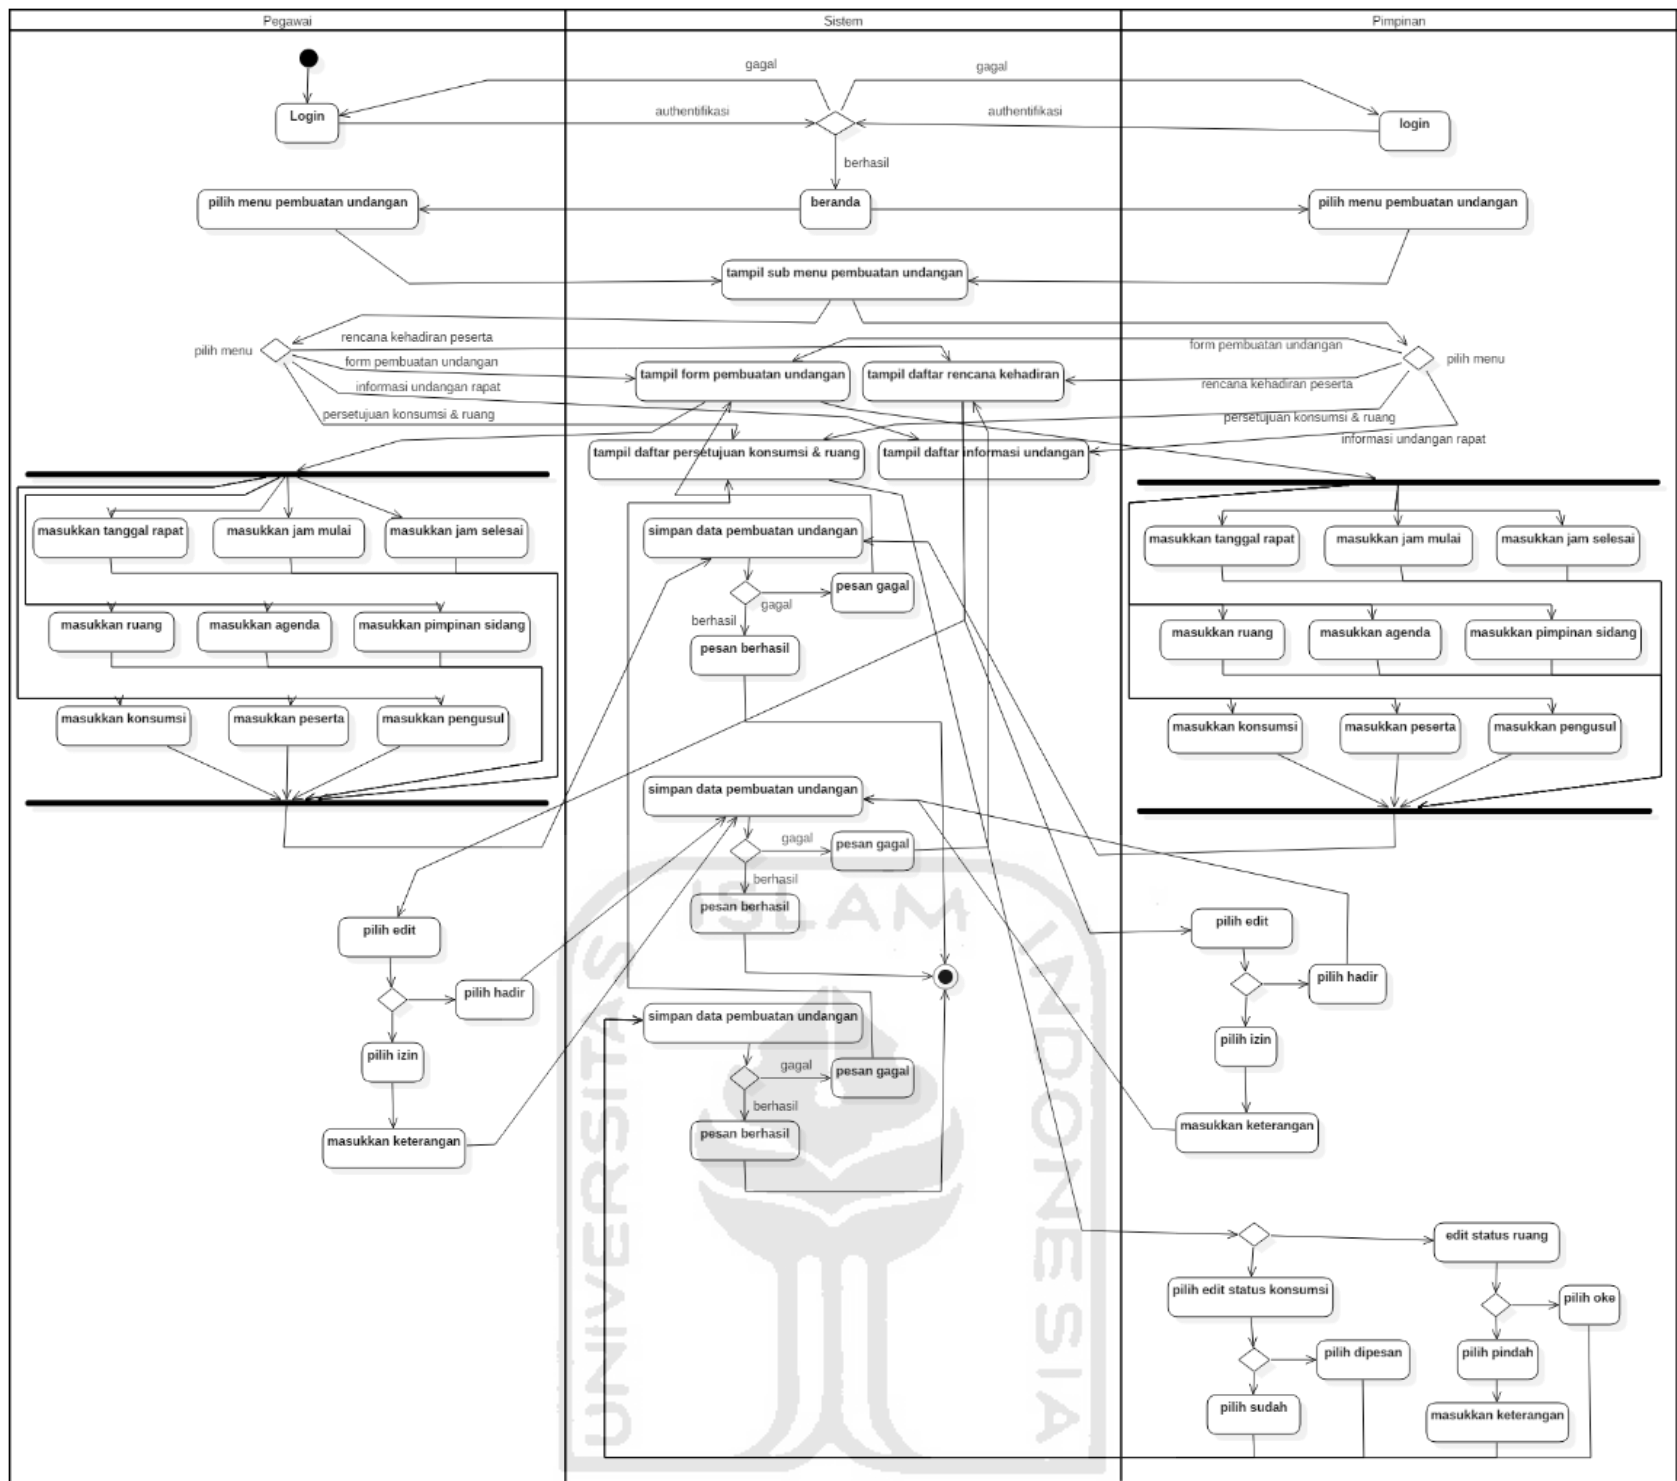 Pegawai
Sistem
Pimpinan
gagal
gagal
Login
authentifikasi
authentifikasi
login
berhasil
pilih menu pembuatan undangan
beranda
pilih menu pembuatan undangan
tampil sub menu pembuatan undangan
pilih menu
rencana kehadiran peserta
form pembuatan undangan
informasi undangan rapat
persetujuan konsumsi & ruang
form pembuatan undangan
pilih menu
rencana kehadiran peserta
persetujuan konsumsi & ruang
informasi undangan rapat
tampil form pembuatan undangan
tampil daftar rencana kehadiran
tampil daftar persetujuan konsumsi & ruang
tampil daftar informasi undangan
masukkan tanggal rapat
masukkan jam mulai
masukkan jam selesai
masukkan ruang
masukkan agenda
masukkan pimpinan sidang
masukkan konsumsi
masukkan peserta
masukkan pengusul
simpan data pembuatan undangan
pesan gagal
gagal
berhasil
pesan berhasil
masukkan tanggal rapat
masukkan jam mulai
masukkan jam selesai
masukkan ruang
masukkan agenda
masukkan pimpinan sidang
masukkan konsumsi
masukkan peserta
masukkan pengusul
simpan data pembuatan undangan
gagal
pesan gagal
berhasil
pesan berhasil
pilih edit
pilih hadir
pilih izin
masukkan keterangan
simpan data pembuatan undangan
gagal
pesan gagal
berhasil
pesan berhasil
pilih edit
pilih hadir
pilih izin
masukkan keterangan
edit status ruang
pilih edit status konsumsi
pilih oke
pilih dipesan
pilih pindah
pilih sudah
masukkan keterangan
UNIVERSITAS
ISLAM
INDONESIA